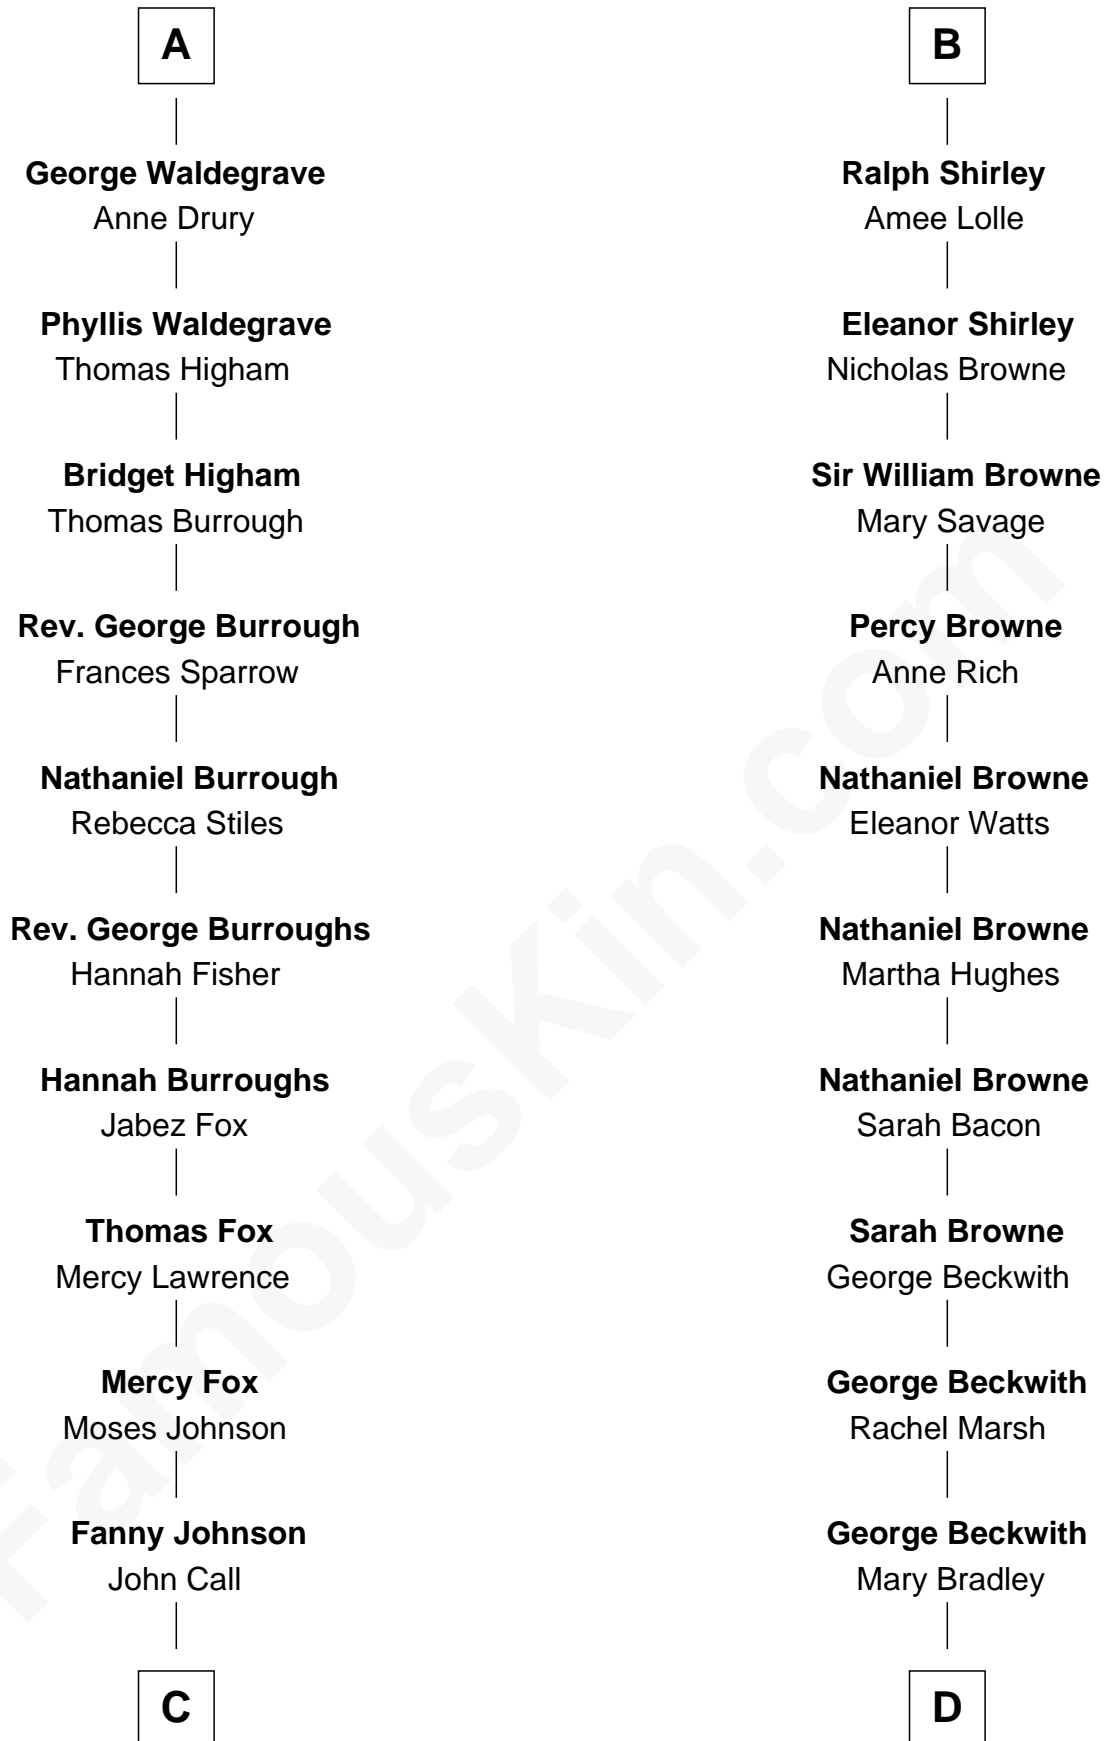 A
George Waldegrave
Anne Drury
Phyllis Waldegrave
Thomas Higham
Bridget Higham
Thomas Burrough
Rev. George Burrough
Frances Sparrow
Nathaniel Burrough
Rebecca Stiles
Rev. George Burroughs
Hannah Fisher
Hannah Burroughs
Jabez Fox
Thomas Fox
Mercy Lawrence
Mercy Fox
Moses Johnson
Fanny Johnson
John Call
C
B
Ralph Shirley
Amee Lolle
Eleanor Shirley
Nicholas Browne
Sir William Browne
Mary Savage
Percy Browne
Anne Rich
Nathaniel Browne
Eleanor Watts
Nathaniel Browne
Martha Hughes
Nathaniel Browne
Sarah Bacon
Sarah Browne
George Beckwith
George Beckwith
Rachel Marsh
George Beckwith
Mary Bradley
D
FamousKin.com